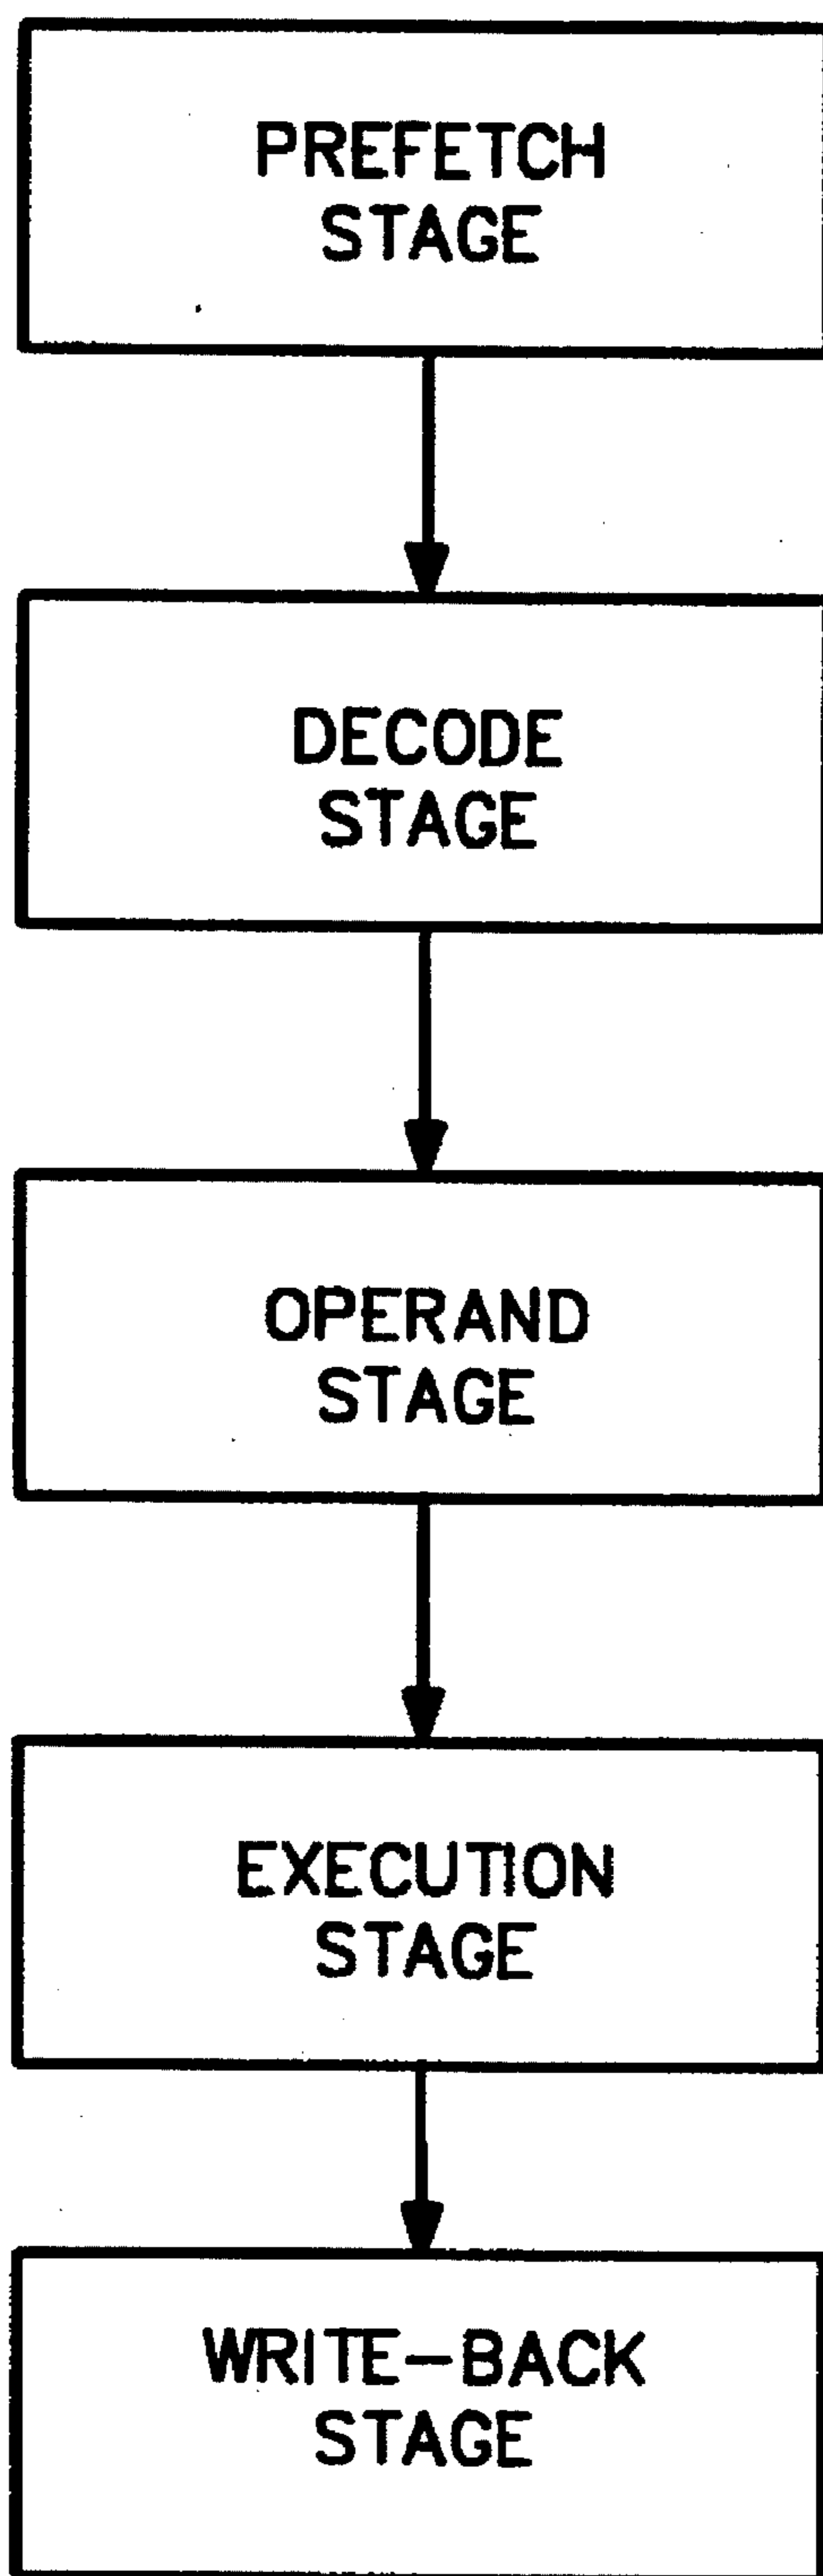 PREFETCH
STAGE
DECODE
STAGE
OPERAND
STAGE
EXECUTION
STAGE
WRITE-BACK
STAGE